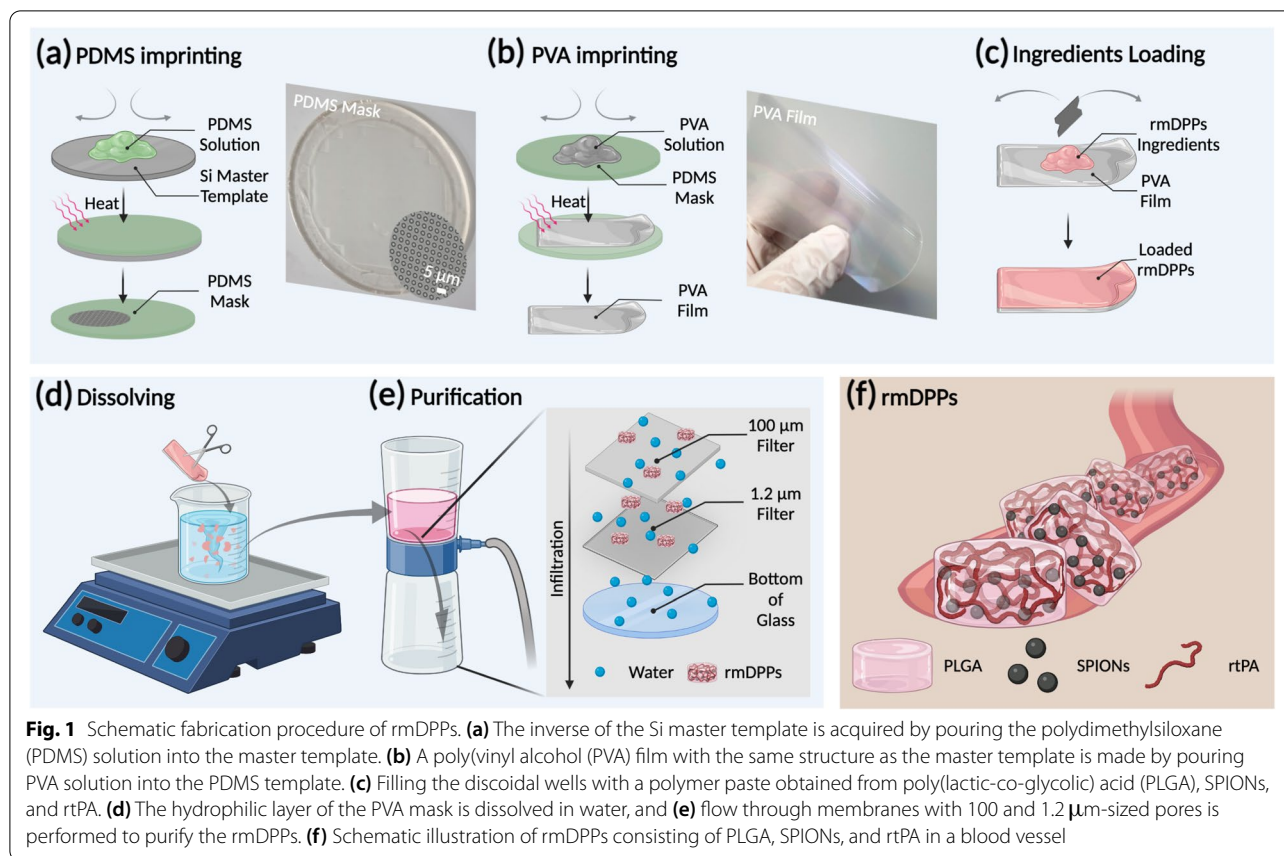 (a) PDMS imprinting
PDMS
Solution
Si Master
Template
Heat
PDMS
Mask
PDMS Mask
5 μm
(b) PVA imprinting
PVA
Solution
PDMS
Mask
Heat
PVA
Film
PVA Film
(c) Ingredients Loading
rmDPPs
Ingredients
PVA
Film
Loaded
rmDPPs
(d) Dissolving
(e) Purification
Infiltration
100 μm
Filter
1.2 μm
Filter
Bottom
of
Glass
Water
rmDPPs
(f) rmDPPs
PLGA
SPIONs
rtPA
Fig. 1 Schematic fabrication procedure of rmDPPs. (a) The inverse of the Si master template is acquired by pouring the polydimethylsiloxane
(PDMS) solution into the master template. (b) A poly(vinyl alcohol (PVA) film with the same structure as the master template is made by pouring
PVA solution into the PDMS template. (c) Filling the discoidal wells with a polymer paste obtained from poly(lactic-co-glycolic) acid (PLGA), SPIONs,
and rtPA. (d) The hydrophilic layer of the PVA mask is dissolved in water, and (e) flow through membranes with 100 and 1.2 μm-sized pores is
performed to purify the rmDPPs. (f) Schematic illustration of rmDPPs consisting of PLGA, SPIONs, and rtPA in a blood vessel